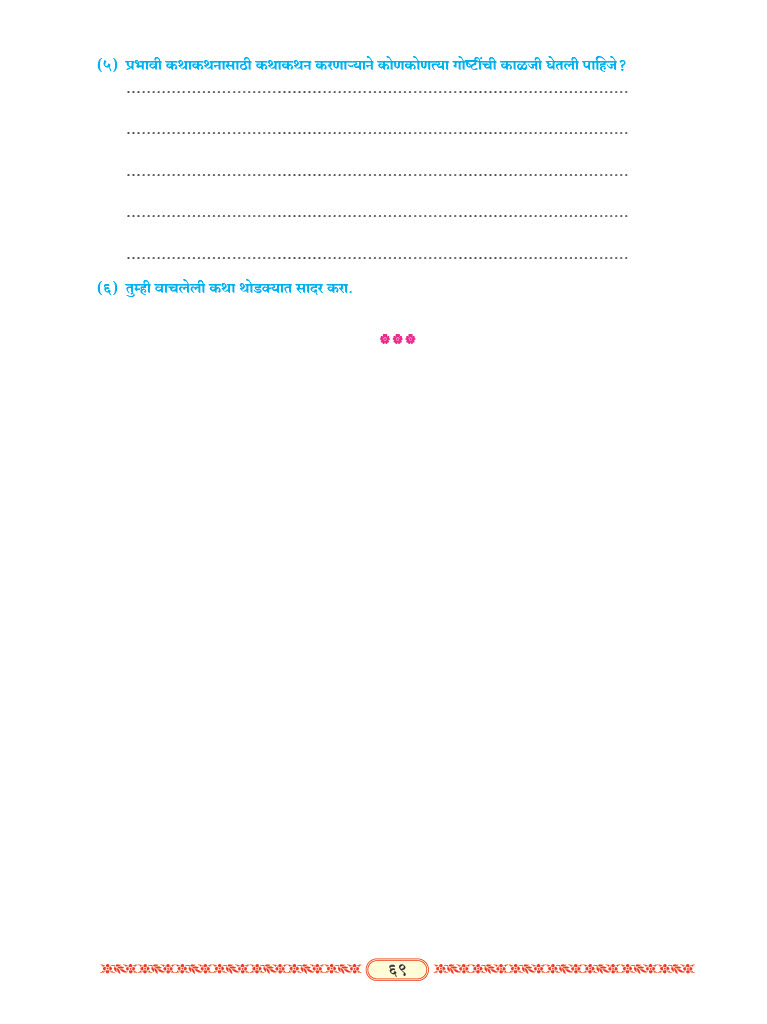 (५) प्रभावी कथाकथनासाठी कथाकथन करणाऱ्याने कोणकोणत्या गोष्टींची काळजी घेतली पाहिजे?
(६) तुम्ही वाचलेली कथा थोडक्यात सादर करा.
६९